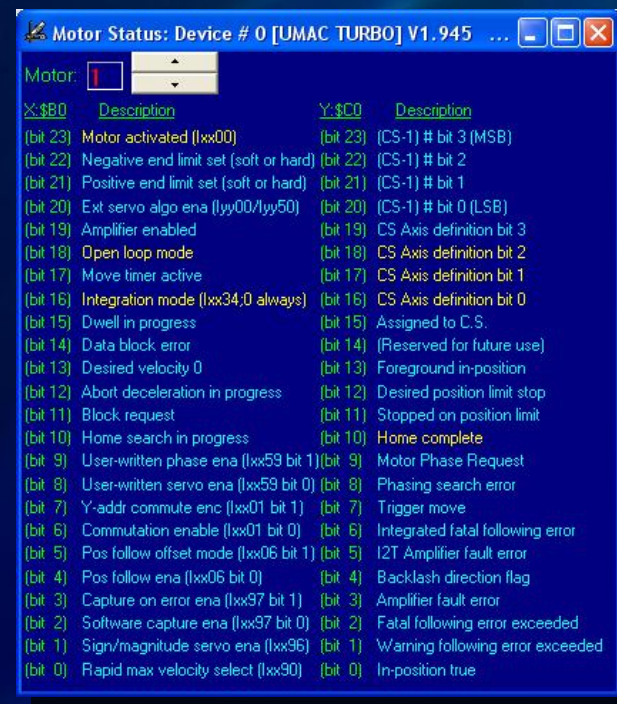 Motor Status: Device # 0 [UMAC TURBO] V1.945 ...
Motor: 1
X:$B0 Description Y:$C0 Description
(bit 23) Motor activated (Ixx00) (bit 23) (CS-1) # bit 3 (MSB)
(bit 22) Negative end limit set (soft or hard) (bit 22) (CS-1) # bit 2
(bit 21) Positive end limit set (soft or hard) (bit 21) (CS-1) # bit 1
(bit 20) Ext servo algo ena (Iyy00/Iyy50) (bit 20) (CS-1) # bit 0 (LSB)
(bit 19) Amplifier enabled (bit 19) CS Axis definition bit 3
(bit 18) Open loop mode (bit 18) CS Axis definition bit 2
(bit 17) Move timer active (bit 17) CS Axis definition bit 1
(bit 16) Integration mode (Ixx34;0 always) (bit 16) CS Axis definition bit 0
(bit 15) Dwell in progress (bit 15) Assigned to C.S.
(bit 14) Data block error (bit 14) (Reserved for future use)
(bit 13) Desired velocity 0 (bit 13) Foreground in-position
(bit 12) Abort deceleration in progress (bit 12) Desired position limit stop
(bit 11) Block request (bit 11) Stopped on position limit
(bit 10) Home search in progress (bit 10) Home complete
(bit 9) User-written phase ena (Ixx59 bit 1) (bit 9) Motor Phase Request
(bit 8) User-written servo ena (Ixx59 bit 0) (bit 8) Phasing search error
(bit 7) Y-addr commute enc (Ixx01 bit 1) (bit 7) Trigger move
(bit 6) Commutation enable (Ixx01 bit 0) (bit 6) Integrated fatal following error
(bit 5) Pos follow offset mode (Ixx06 bit 1) (bit 5) I2T Amplifier fault error
(bit 4) Pos follow ena (Ixx06 bit 0) (bit 4) Backlash direction flag
(bit 3) Capture on error ena (Ixx97 bit 1) (bit 3) Amplifier fault error
(bit 2) Software capture ena (Ixx97 bit 0) (bit 2) Fatal following error exceeded
(bit 1) Sign/magnitude servo ena (Ixx96) (bit 1) Warning following error exceeded
(bit 0) Rapid max velocity select (Ixx90) (bit 0) In-position true